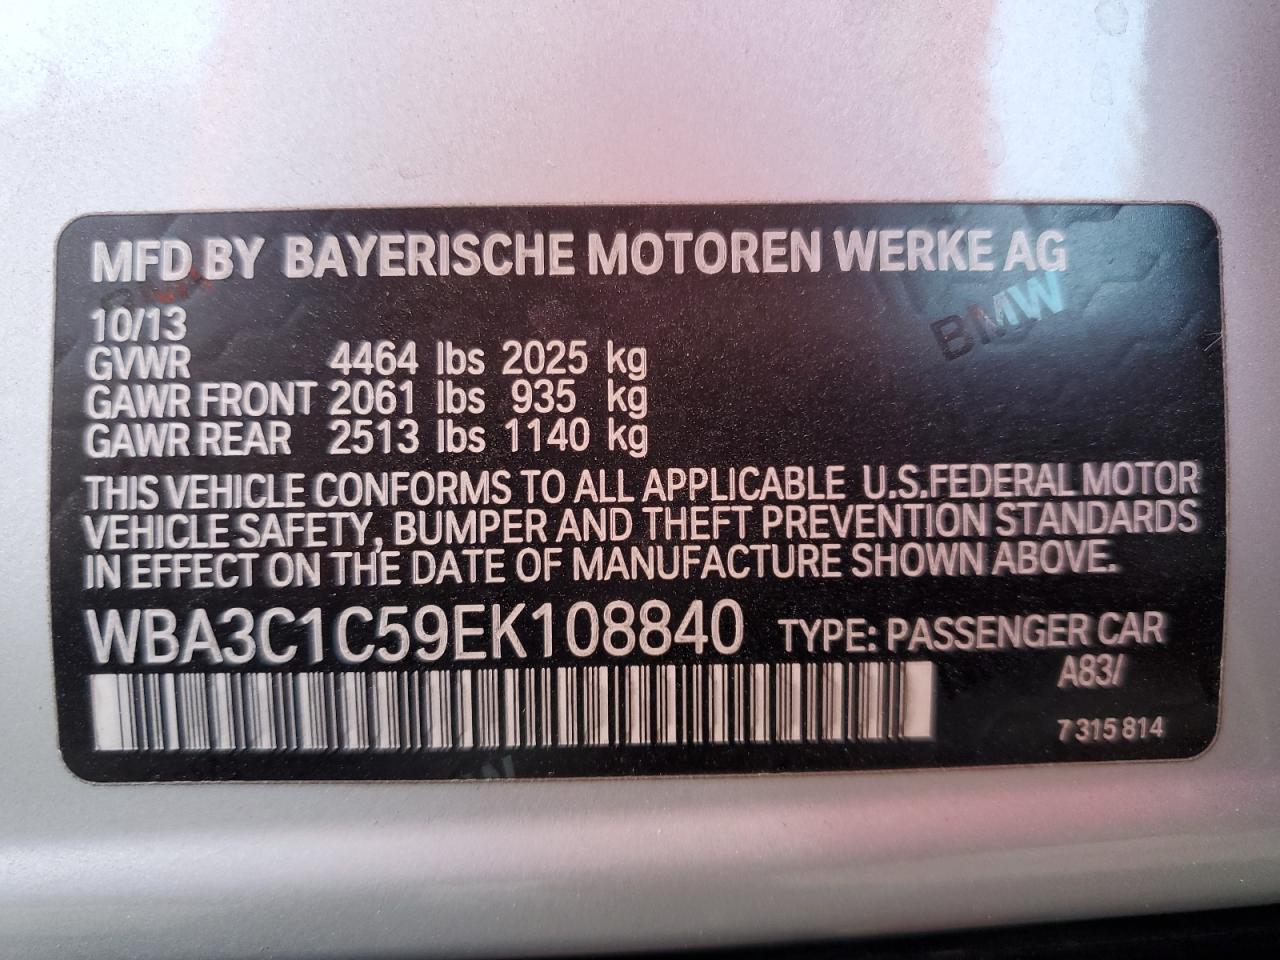 MFD BY BAYERISCHE MOTOREN WERKE AG
BMW
10/13
GVWR 4464 lbs 2025 kg
GAWR FRONT 2061 lbs 935 kg
GAWR REAR 2513 lbs 1140 kg
THIS VEHICLE CONFORMS TO ALL APPLICABLE U.S.FEDERAL MOTOR
VEHICLE SAFETY, BUMPER AND THEFT PREVENTION STANDARDS
IN EFFECT ON THE DATE OF MANUFACTURE SHOWN ABOVE.
WBA3C1C59EK108840 TYPE: PASSENGER CAR
A83/
7 315 814